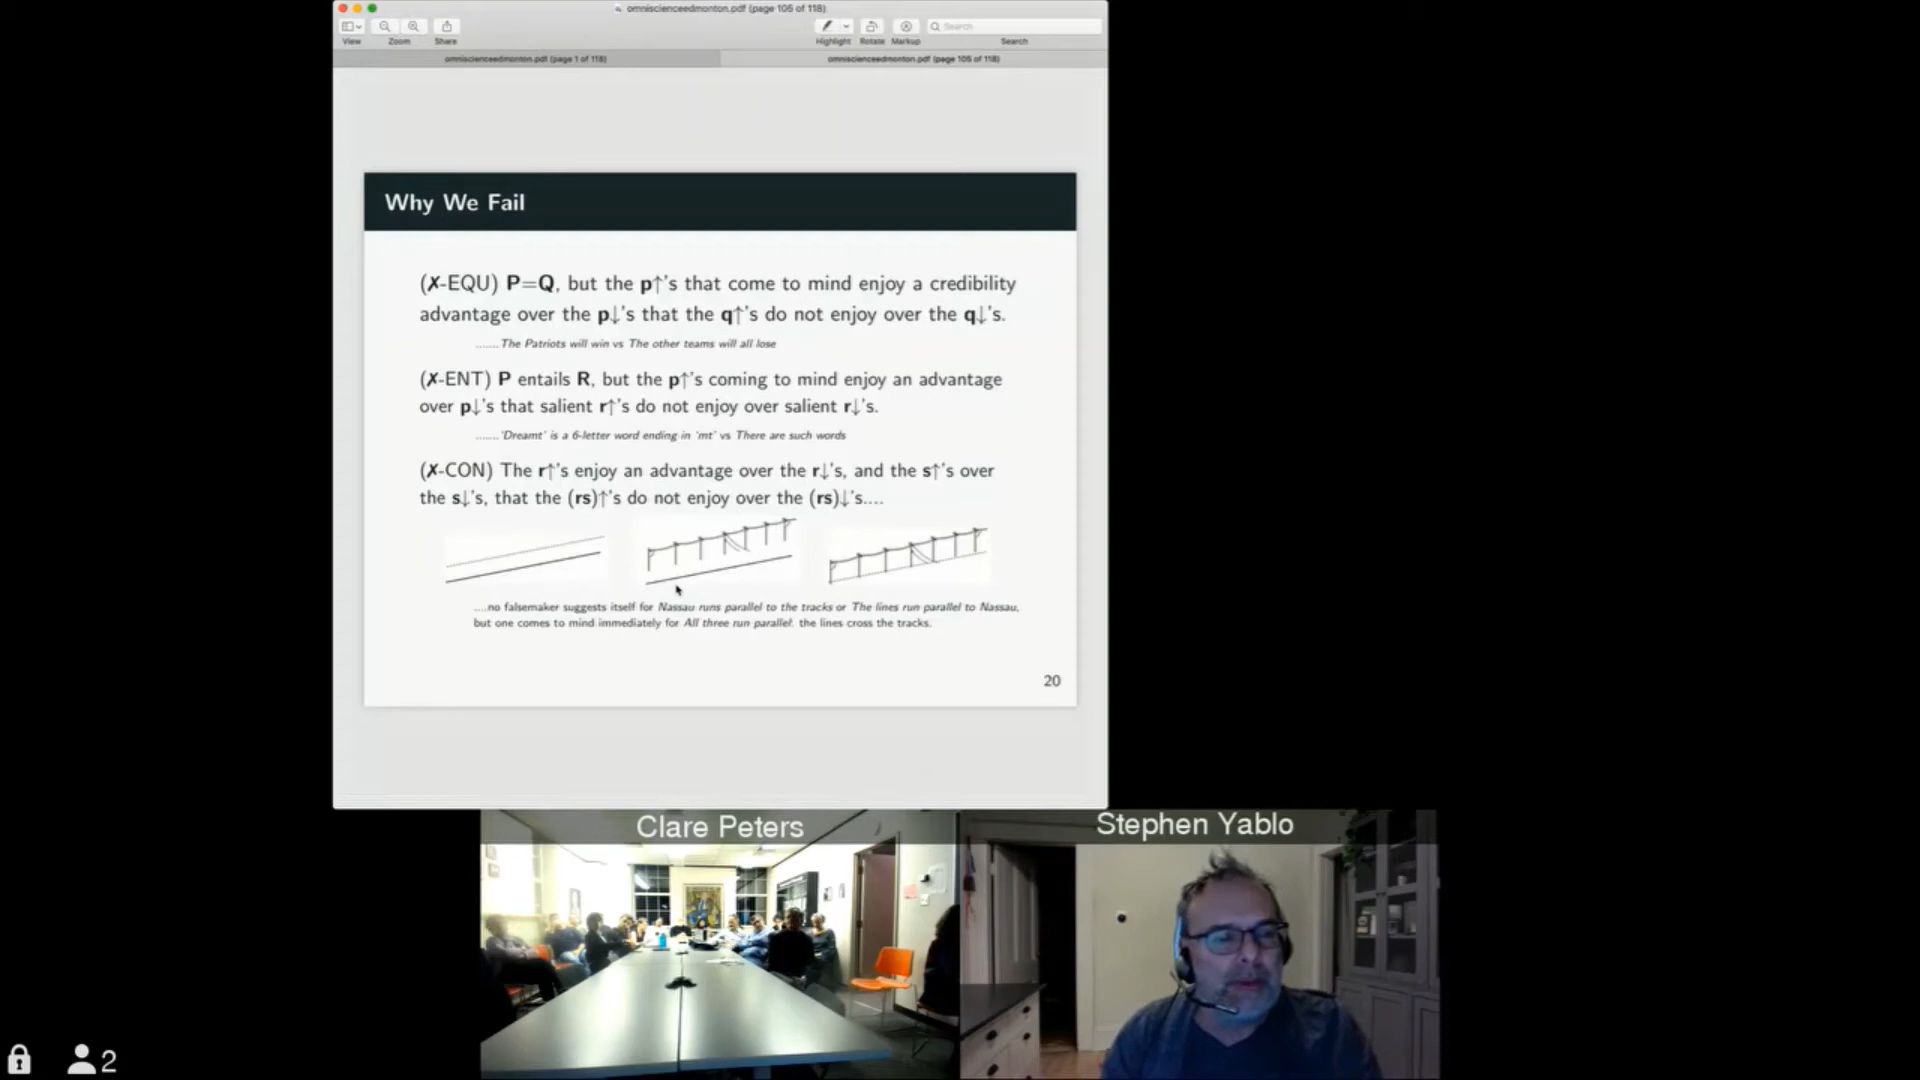 omniscienceedmonton.pdf (page 105 of 118)
View Zoom Share Highlight Rotate Markup Search
Search
omniscienceedmonton.pdf (page 1 of 118) omniscienceedmonton.pdf (page 105 of 118)
Why We Fail
(✗-EQU) P=Q, but the p↑'s that come to mind enjoy a credibility
advantage over the p↓'s that the q↑'s do not enjoy over the q↓'s.
.......The Patriots will win vs The other teams will all lose
(✗-ENT) P entails R, but the p↑'s coming to mind enjoy an advantage
over p↓'s that salient r↑'s do not enjoy over salient r↓'s.
.......'Dreamt' is a 6-letter word ending in 'mt' vs There are such words
(✗-CON) The r↑'s enjoy an advantage over the r↓'s, and the s↑'s over
the s↓'s, that the (rs)↑'s do not enjoy over the (rs)↓'s....
....no falsemaker suggests itself for Nassau runs parallel to the tracks or The lines run parallel to Nassau,
but one comes to mind immediately for All three run parallel: the lines cross the tracks.
20
Clare Peters
Stephen Yablo
2